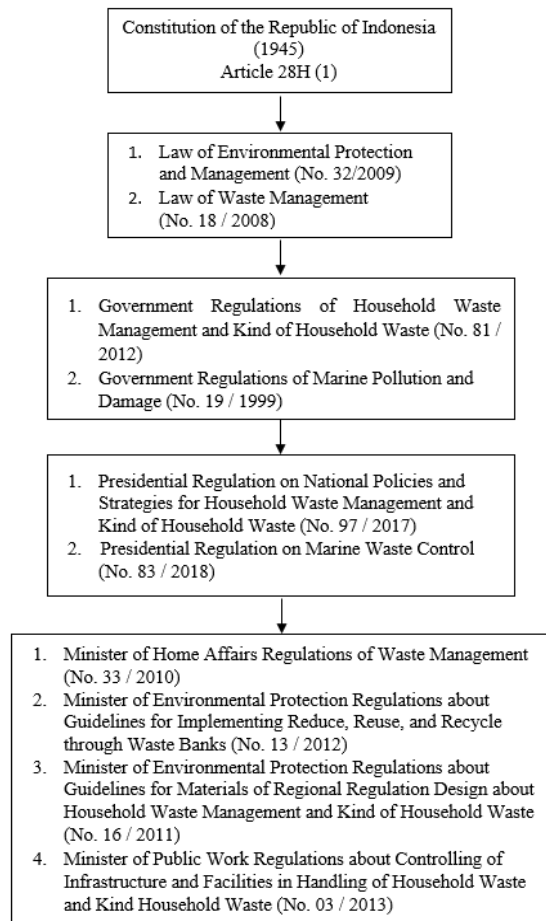 Constitution of the Republic of Indonesia
(1945)
Article 28H (1)
1. Law of Environmental Protection
and Management (No. 32/2009)
2. Law of Waste Management
(No. 18 / 2008)
1. Government Regulations of Household Waste
Management and Kind of Household Waste (No. 81 /
2012)
2. Government Regulations of Marine Pollution and
Damage (No. 19 / 1999)
1. Presidential Regulation on National Policies and
Strategies for Household Waste Management and
Kind of Household Waste (No. 97 / 2017)
2. Presidential Regulation on Marine Waste Control
(No. 83 / 2018)
1. Minister of Home Affairs Regulations of Waste Management
(No. 33 / 2010)
2. Minister of Environmental Protection Regulations about
Guidelines for Implementing Reduce, Reuse, and Recycle
through Waste Banks (No. 13 / 2012)
3. Minister of Environmental Protection Regulations about
Guidelines for Materials of Regional Regulation Design about
Household Waste Management and Kind of Household Waste
(No. 16 / 2011)
4. Minister of Public Work Regulations about Controlling of
Infrastructure and Facilities in Handling of Household Waste
and Kind Household Waste (No. 03 / 2013)